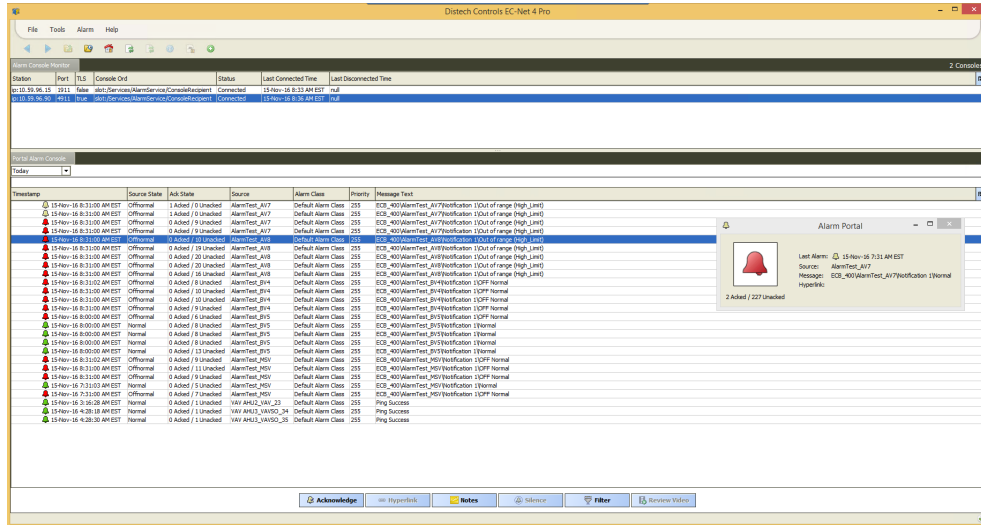 Distech Controls EC-Net 4 Pro
File Tools Alarm Help
Alarm Console Monitor 2 Consoles
Station Port TLS Console Ord Status Last Connected Time Last Disconnected Time
ip:10.59.96.15 1911 false slot:/Services/AlarmService/ConsoleRecipient Connected 15-Nov-16 8:33 AM EST null
ip:10.59.96.90 4911 true slot:/Services/AlarmService/ConsoleRecipient Connected 15-Nov-16 8:36 AM EST null
Portal Alarm Console
Today
Timestamp Source State Ack State Source Alarm Class Priority Message Text
15-Nov-16 8:31:00 AM EST Offnormal 1 Acked / 0 Unacked AlarmTest_AV7 Default Alarm Class 255 ECB_400\AlarmTest_AV7\Notification 1\Out of range (High_Limit)
15-Nov-16 8:31:00 AM EST Offnormal 1 Acked / 0 Unacked AlarmTest_AV7 Default Alarm Class 255 ECB_400\AlarmTest_AV7\Notification 1\Out of range (High_Limit)
15-Nov-16 8:31:00 AM EST Offnormal 0 Acked / 9 Unacked AlarmTest_AV7 Default Alarm Class 255 ECB_400\AlarmTest_AV7\Notification 1\Out of range (High_Limit)
15-Nov-16 8:31:00 AM EST Offnormal 0 Acked / 9 Unacked AlarmTest_AV7 Default Alarm Class 255 ECB_400\AlarmTest_AV7\Notification 1\Out of range (High_Limit)
15-Nov-16 8:31:00 AM EST Offnormal 0 Acked / 10 Unacked AlarmTest_AV8 Default Alarm Class 255 ECB_400\AlarmTest_AV8\Notification 1\Out of range (High_Limit)
15-Nov-16 8:31:00 AM EST Offnormal 0 Acked / 19 Unacked AlarmTest_AV8 Default Alarm Class 255 ECB_400\AlarmTest_AV8\Notification 1\Out of range (High_Limit)
15-Nov-16 8:31:00 AM EST Offnormal 0 Acked / 20 Unacked AlarmTest_AV8 Default Alarm Class 255 ECB_400\AlarmTest_AV8\Notification 1\Out of range (High_Limit)
15-Nov-16 8:31:00 AM EST Offnormal 0 Acked / 20 Unacked AlarmTest_AV8 Default Alarm Class 255 ECB_400\AlarmTest_AV8\Notification 1\Out of range (High_Limit)
15-Nov-16 8:31:00 AM EST Offnormal 0 Acked / 16 Unacked AlarmTest_AV8 Default Alarm Class 255 ECB_400\AlarmTest_AV8\Notification 1\Out of range (High_Limit)
15-Nov-16 8:31:02 AM EST Offnormal 0 Acked / 8 Unacked AlarmTest_BV4 Default Alarm Class 255 ECB_400\AlarmTest_BV4\Notification 1\OFF Normal
15-Nov-16 8:31:00 AM EST Offnormal 0 Acked / 10 Unacked AlarmTest_BV4 Default Alarm Class 255 ECB_400\AlarmTest_BV4\Notification 1\OFF Normal
15-Nov-16 8:31:00 AM EST Offnormal 0 Acked / 10 Unacked AlarmTest_BV4 Default Alarm Class 255 ECB_400\AlarmTest_BV4\Notification 1\OFF Normal
15-Nov-16 8:31:00 AM EST Offnormal 0 Acked / 9 Unacked AlarmTest_BV4 Default Alarm Class 255 ECB_400\AlarmTest_BV4\Notification 1\OFF Normal
15-Nov-16 8:00:00 AM EST Offnormal 0 Acked / 6 Unacked AlarmTest_BV5 Default Alarm Class 255 ECB_400\AlarmTest_BV5\Notification 1\OFF Normal
15-Nov-16 8:00:00 AM EST Normal 0 Acked / 8 Unacked AlarmTest_BV5 Default Alarm Class 255 ECB_400\AlarmTest_BV5\Notification 1\Normal
15-Nov-16 8:00:00 AM EST Normal 0 Acked / 8 Unacked AlarmTest_BV5 Default Alarm Class 255 ECB_400\AlarmTest_BV5\Notification 1\Normal
15-Nov-16 8:00:00 AM EST Normal 0 Acked / 9 Unacked AlarmTest_BV5 Default Alarm Class 255 ECB_400\AlarmTest_BV5\Notification 1\Normal
15-Nov-16 8:00:00 AM EST Normal 0 Acked / 13 Unacked AlarmTest_BV5 Default Alarm Class 255 ECB_400\AlarmTest_BV5\Notification 1\Normal
15-Nov-16 8:31:02 AM EST Offnormal 0 Acked / 9 Unacked AlarmTest_MSV Default Alarm Class 255 ECB_400\AlarmTest_MSV\Notification 1\OFF Normal
15-Nov-16 8:31:00 AM EST Offnormal 0 Acked / 11 Unacked AlarmTest_MSV Default Alarm Class 255 ECB_400\AlarmTest_MSV\Notification 1\OFF Normal
15-Nov-16 8:31:00 AM EST Offnormal 0 Acked / 9 Unacked AlarmTest_MSV Default Alarm Class 255 ECB_400\AlarmTest_MSV\Notification 1\OFF Normal
15-Nov-16 7:31:03 AM EST Normal 0 Acked / 5 Unacked AlarmTest_MSV Default Alarm Class 255 ECB_400\AlarmTest_MSV\Notification 1\Normal
15-Nov-16 7:31:00 AM EST Offnormal 0 Acked / 7 Unacked AlarmTest_MSV Default Alarm Class 255 ECB_400\AlarmTest_MSV\Notification 1\OFF Normal
15-Nov-16 3:16:28 AM EST Normal 0 Acked / 1 Unacked VAV AHU2_VAV_23 Default Alarm Class 255 Ping Success
15-Nov-16 4:28:18 AM EST Normal 0 Acked / 1 Unacked VAV AHU3_VAVSO_34 Default Alarm Class 255 Ping Success
15-Nov-16 4:28:30 AM EST Normal 0 Acked / 1 Unacked VAV AHU3_VAVSO_35 Default Alarm Class 255 Ping Success
Alarm Portal
Last Alarm: 15-Nov-16 7:31 AM EST
Source: AlarmTest_AV7
Message: ECB_400\AlarmTest_AV7\Notification 1\Normal
Hyperlink:
2 Acked / 227 Unacked
Acknowledge Hyperlink Notes Silence Filter Review Video